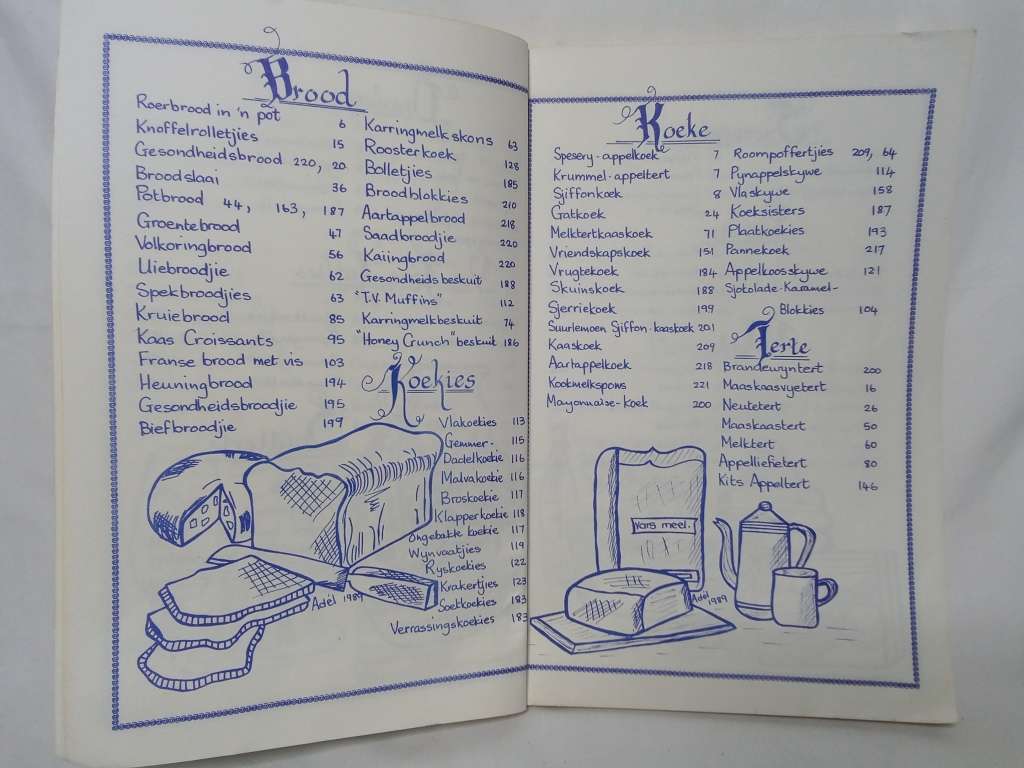 Brood
Roerbrood in 'n pot 6
Knoffelrolletjies 15
Gesondheidsbrood 220, 20
Broodslaai 36
Potbrood 44, 163, 187
Groentebrood 47
Volkoringbrood 56
Uiebroodjie 62
Spekbroodjies 63
Kruiebrood 85
Kaas Croissants 95
Franse brood met vis 103
Heuningbrood 194
Gesondheidsbroodjie 195
Biefbroodjie 199
Karringmelkskons 63
Roosterkoek 128
Bolletjies 185
Broodblokkies 210
Aartappelbrood 218
Saadbroodjie 220
Kaiingbrood 220
Gesondheidsbeskuit 188
"T.V. Muffins" 112
Karringmelkbeskuit 74
"Honey Crunch" beskuit 186
Koekies
Vlakoekies 113
Gemmer- 115
Dadelkoekie 116
Malvakoekie 116
Broskoekie 117
Klapperkoekie 118
Ongebakte koekie 117
Wynvaatjies 119
Ryskoekies 122
Krakertjies 123
Soetkoekies 183
Verrassingskoekies 183
Adél 1989
Koeke
Spesery-appelkoek 7
Krummel-appeltert 7
Sjiffonkoek 8
Gatkoek 24
Melktertkaaskoek 71
Vriendskapskoek 151
Vrugtekoek 184
Skuinskoek 188
Sjerriekoek 199
Suurlemoen Sjiffon-kaaskoek 201
Kaaskoek 209
Aartappelkoek 218
Kookmelkspons 221
Mayonnaise-koek 200
Roompoffertjies 209, 64
Pynappelskywe 114
Vlaskywe 158
Koeksisters 187
Plaatkoekies 193
Pannekoek 217
Appelkooskywe 121
Sjokolade-Karamel-
Blokkies 104
Terte
Brandewyntert 200
Maaskaasvyetert 16
Neutetert 26
Maaskaastert 50
Melktert 60
Appelliefietert 80
Kits Appeltert 146
Vars meel.
Adél 1989